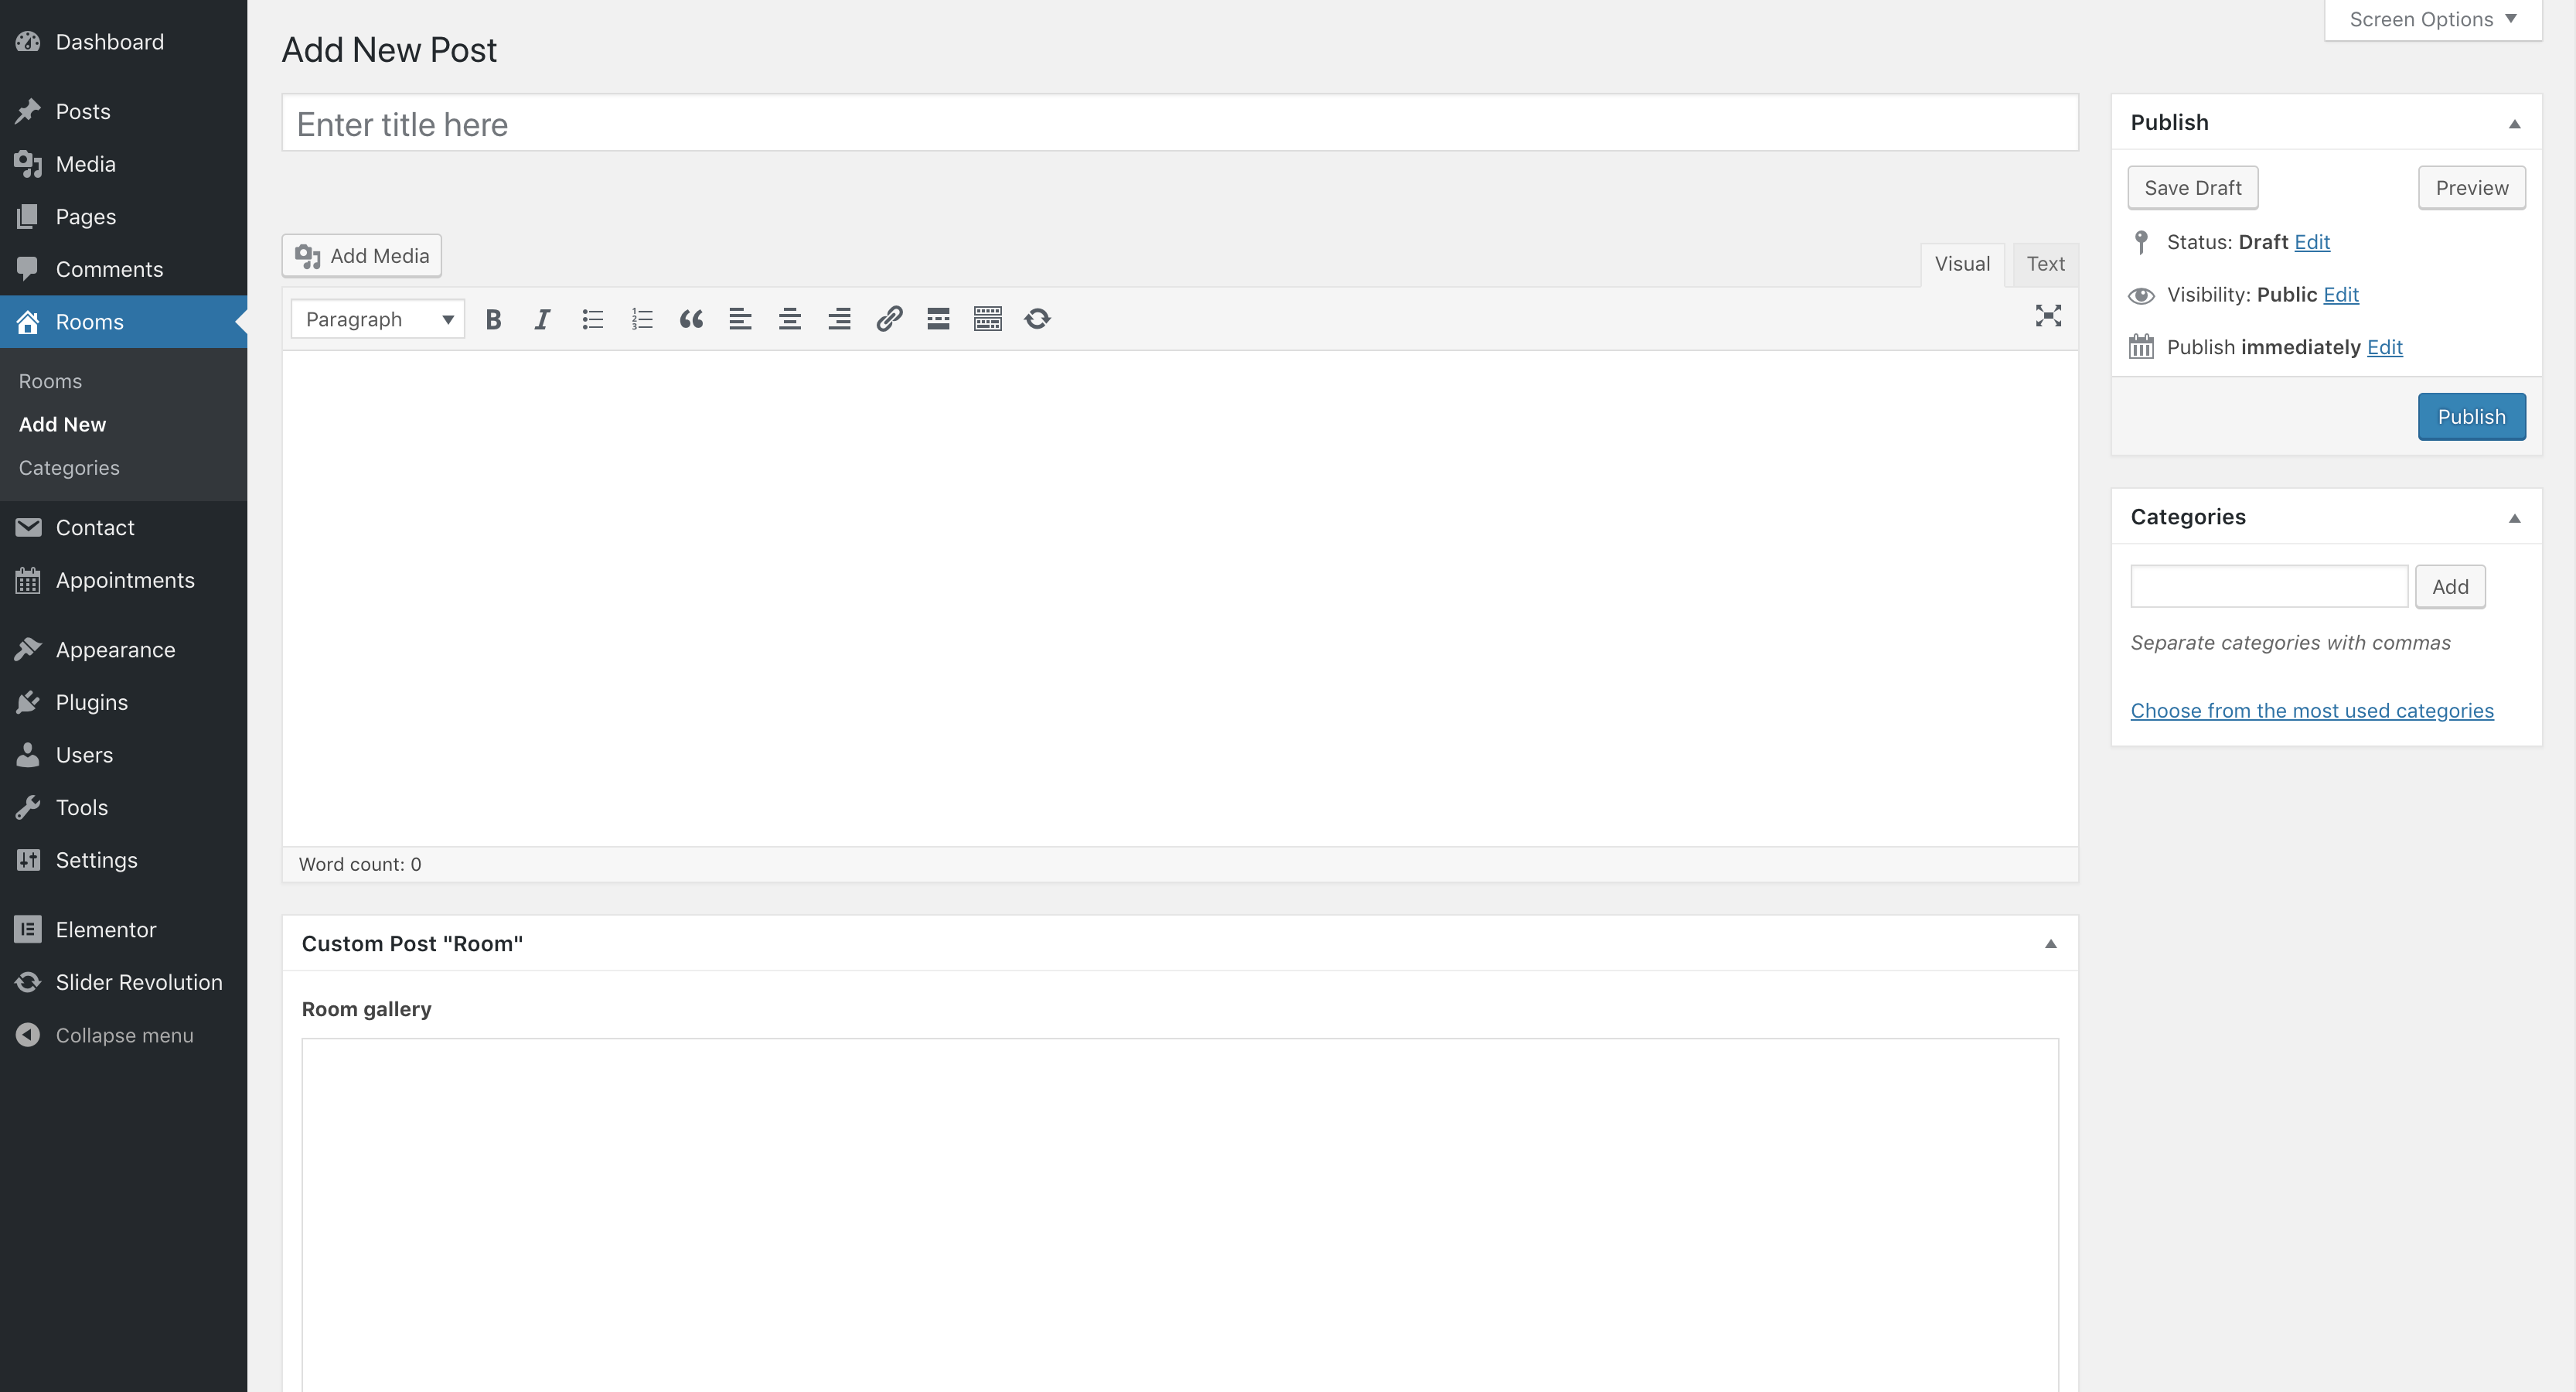 Dashboard
Posts
Media
Pages
Comments
Rooms
Rooms
Add New
Categories
Contact
Appointments
Appearance
Plugins
Users
Tools
Settings
Elementor
Slider Revolution
Collapse menu
Screen Options
Add New Post
Enter title here
Add Media
Visual Text
Paragraph
Word count: 0
Custom Post "Room"
Room gallery
Publish
Save Draft Preview
Status: Draft Edit
Visibility: Public Edit
Publish immediately Edit
Publish
Categories
Add
Separate categories with commas
Choose from the most used categories